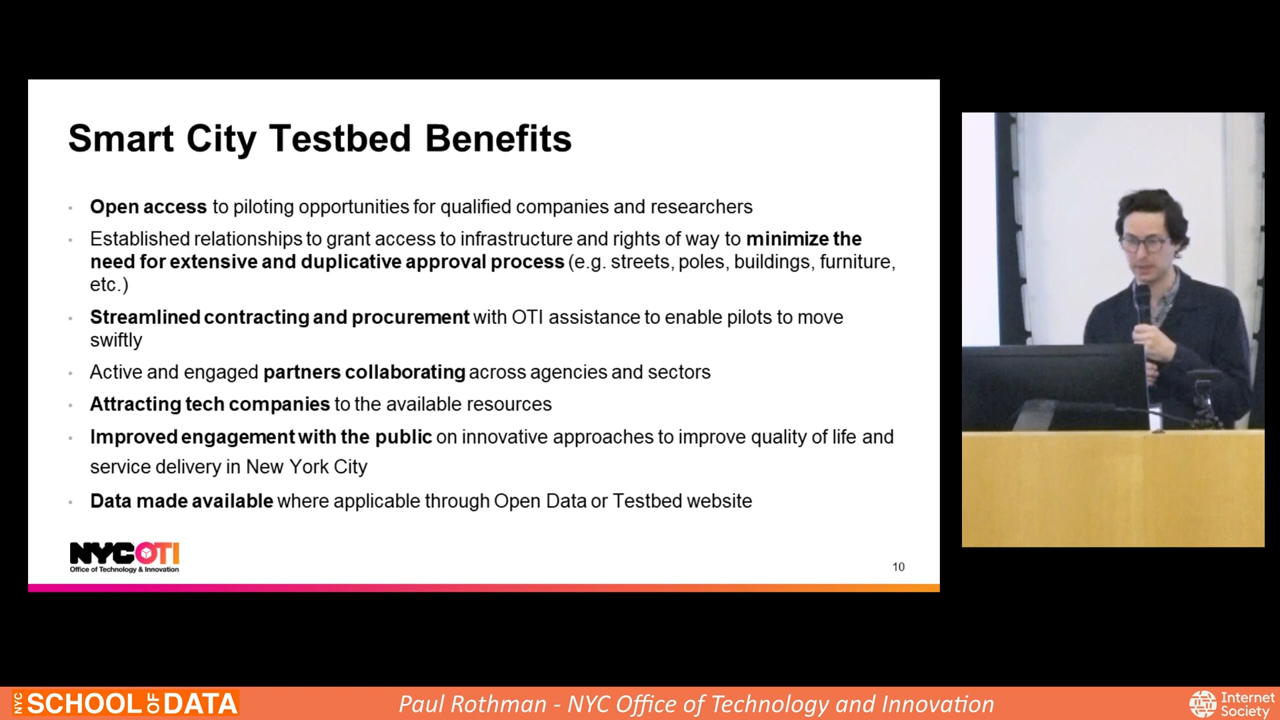 Smart City Testbed Benefits
• Open access to piloting opportunities for qualified companies and researchers
• Established relationships to grant access to infrastructure and rights of way to minimize the
need for extensive and duplicative approval process (e.g. streets, poles, buildings, furniture,
etc.)
• Streamlined contracting and procurement with OTI assistance to enable pilots to move
swiftly
• Active and engaged partners collaborating across agencies and sectors
• Attracting tech companies to the available resources
• Improved engagement with the public on innovative approaches to improve quality of life and
service delivery in New York City
• Data made available where applicable through Open Data or Testbed website
NYCOTI
Office of Technology & Innovation
10
NYC SCHOOL OF DATA
Paul Rothman - NYC Office of Technology and Innovation
Internet
Society